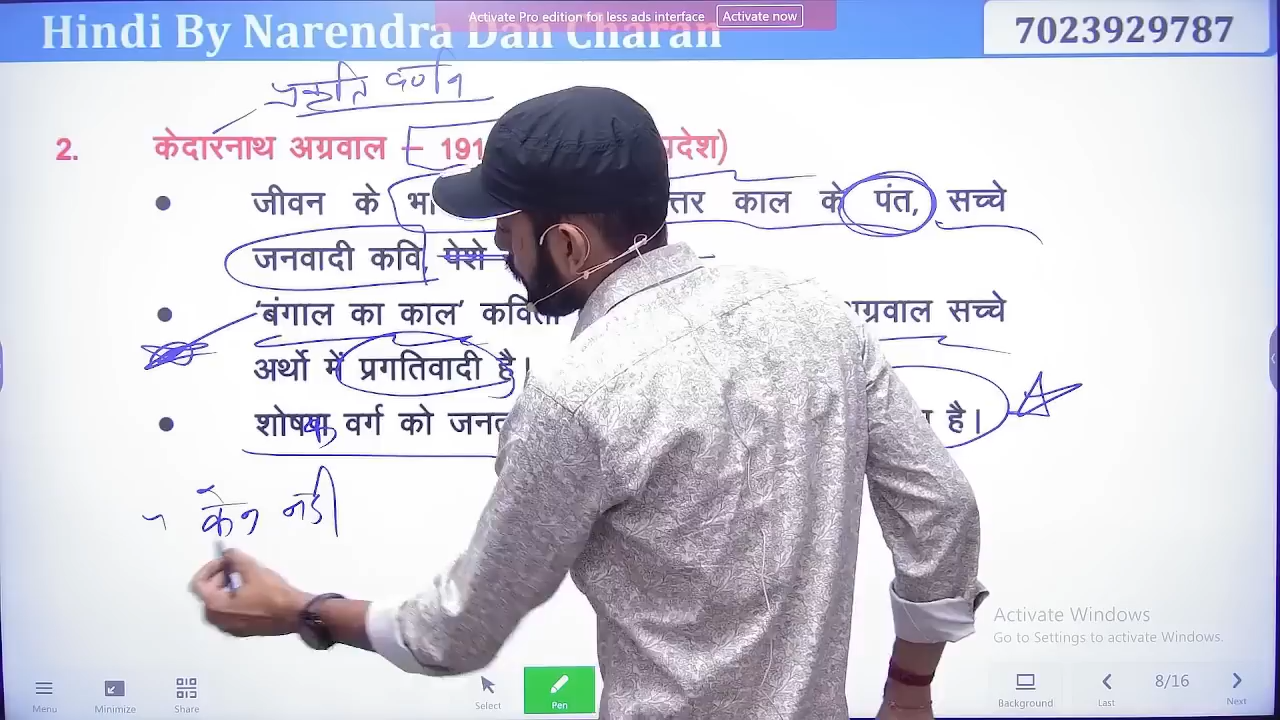 Activate Pro edition for less ads interface Activate now
Hindi By Narendra Dan Charan
7023929787
प्रकृति वर्णन
2. केदारनाथ अग्रवाल – 191 प्रदेश)
जीवन के त्तर काल के पंत, सच्चे
जनवादी कवि, पेशे
'बंगाल का काल' कविता अग्रवाल सच्चे
अर्थो में प्रगतिवादी है।
शोषक वर्ग को है।
केन नदी
Activate Windows
Go to Settings to activate Windows.
Menu Minimize Share Select Pen Background Last 8/16 Next